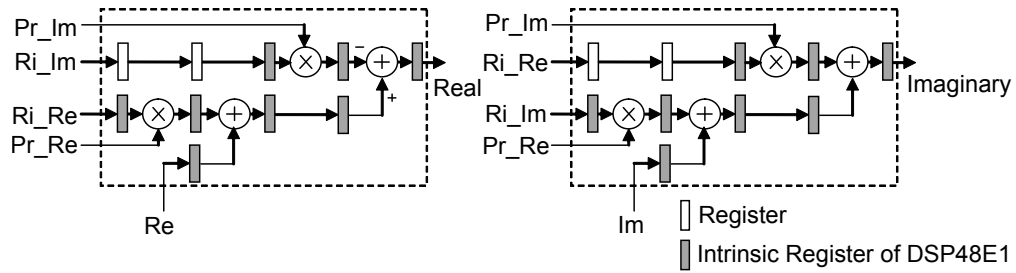 Pr_Im
Ri_Im
Ri_Re
Pr_Re
Re
×
+
−
+
+
Real
Pr_Im
Ri_Re
Ri_Im
Pr_Re
Im
×
+
×
+
Imaginary
Register
Intrinsic Register of DSP48E1